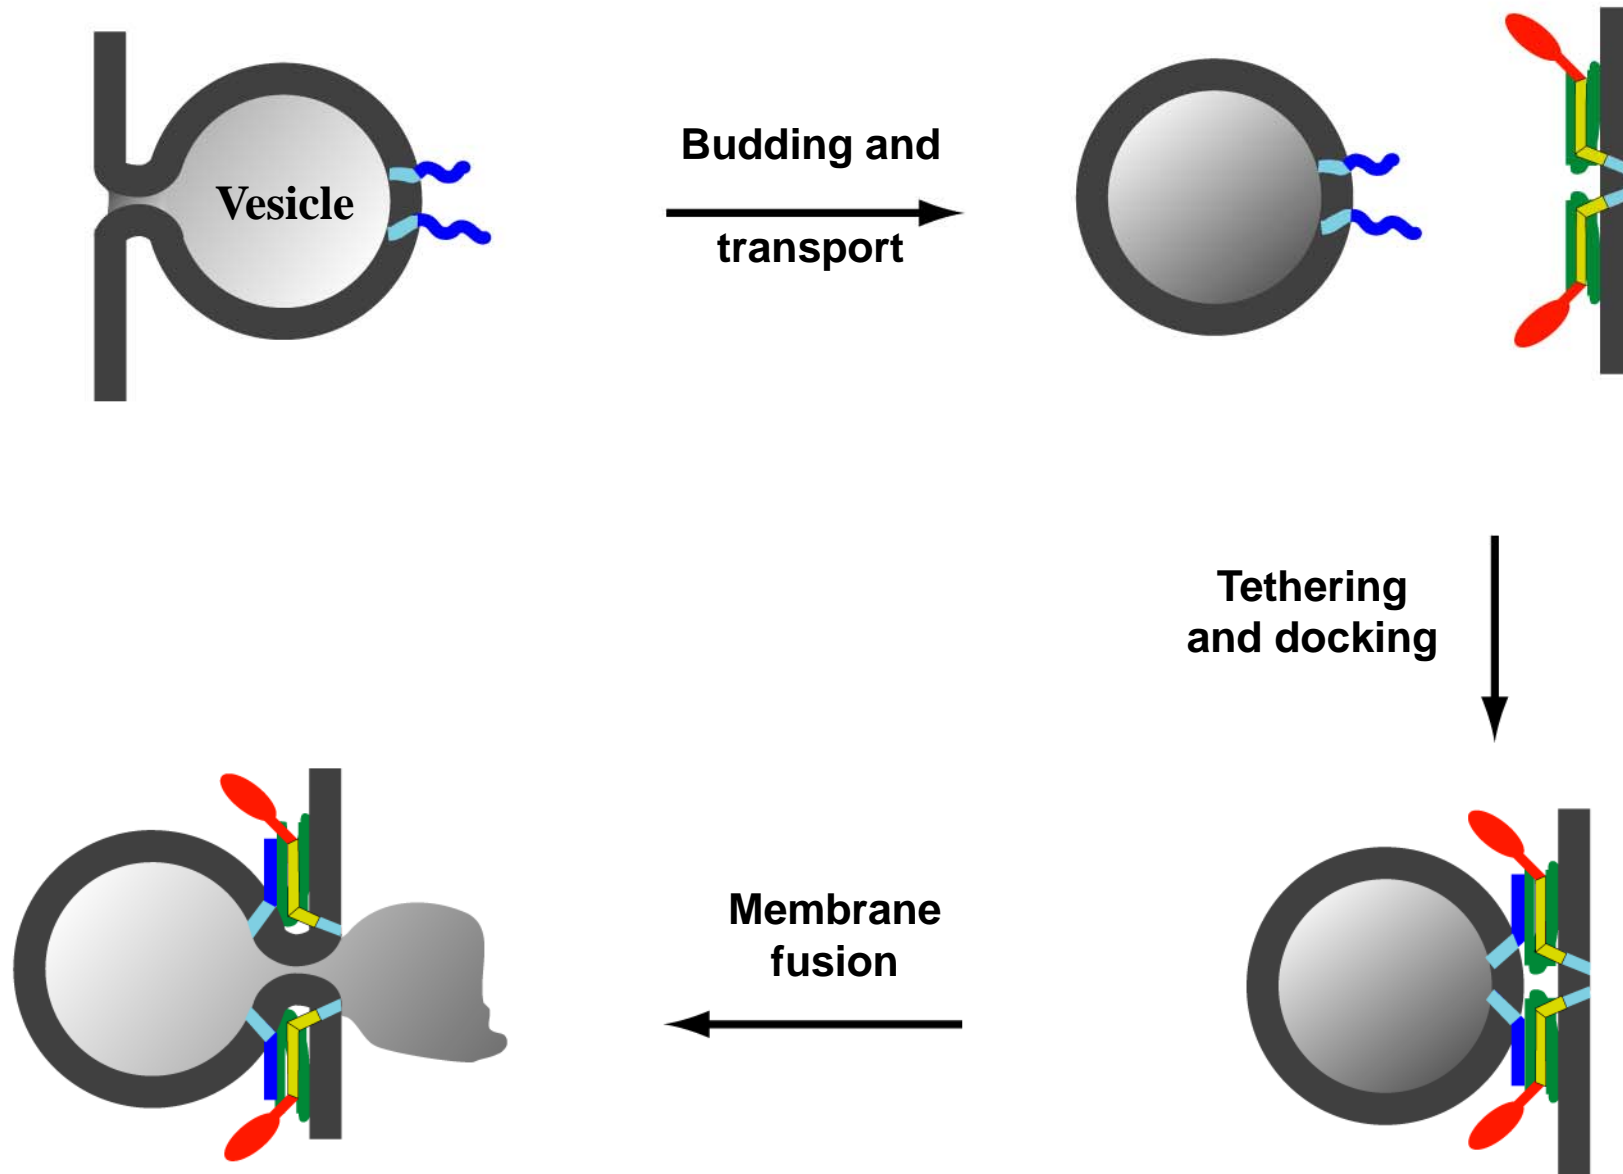 Vesicle
Budding and
transport
Tethering
and docking
Membrane
fusion